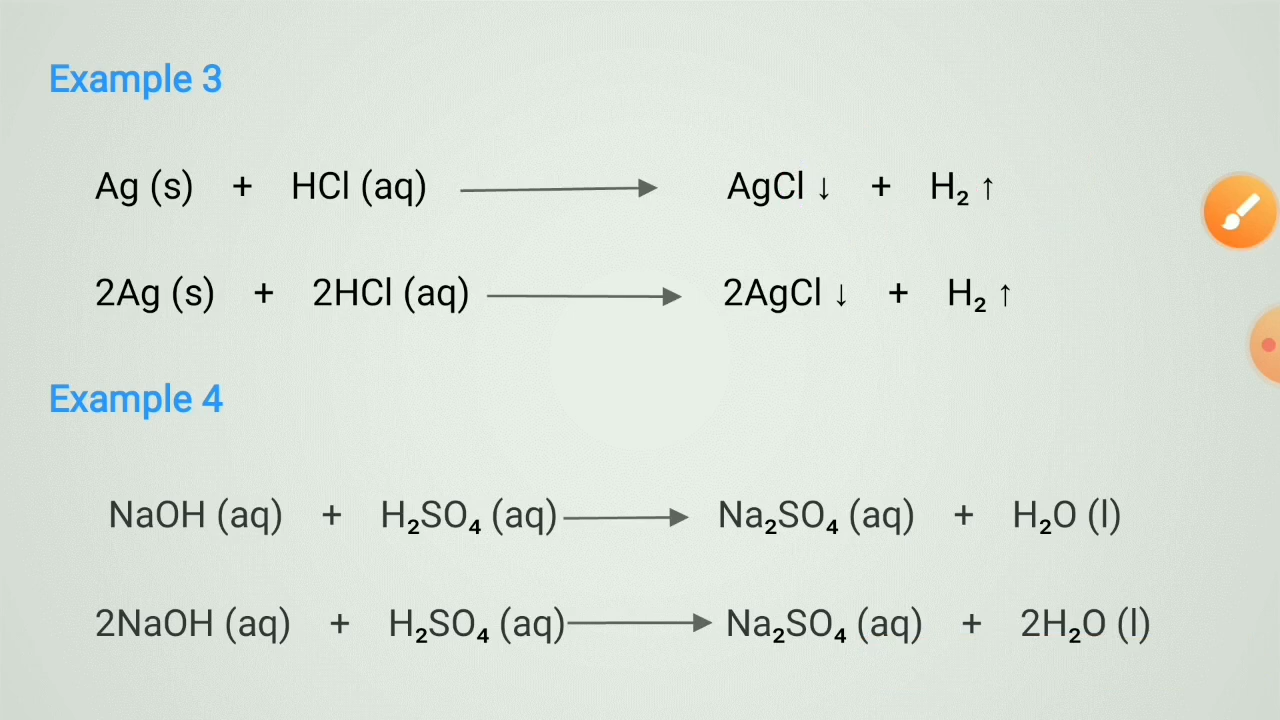 Example 3
Ag (s) + HCl (aq) ⟶ AgCl ↓ + H₂ ↑
2Ag (s) + 2HCl (aq) ⟶ 2AgCl ↓ + H₂ ↑
Example 4
NaOH (aq) + H₂SO₄ (aq) ⟶ Na₂SO₄ (aq) + H₂O (l)
2NaOH (aq) + H₂SO₄ (aq) ⟶ Na₂SO₄ (aq) + 2H₂O (l)